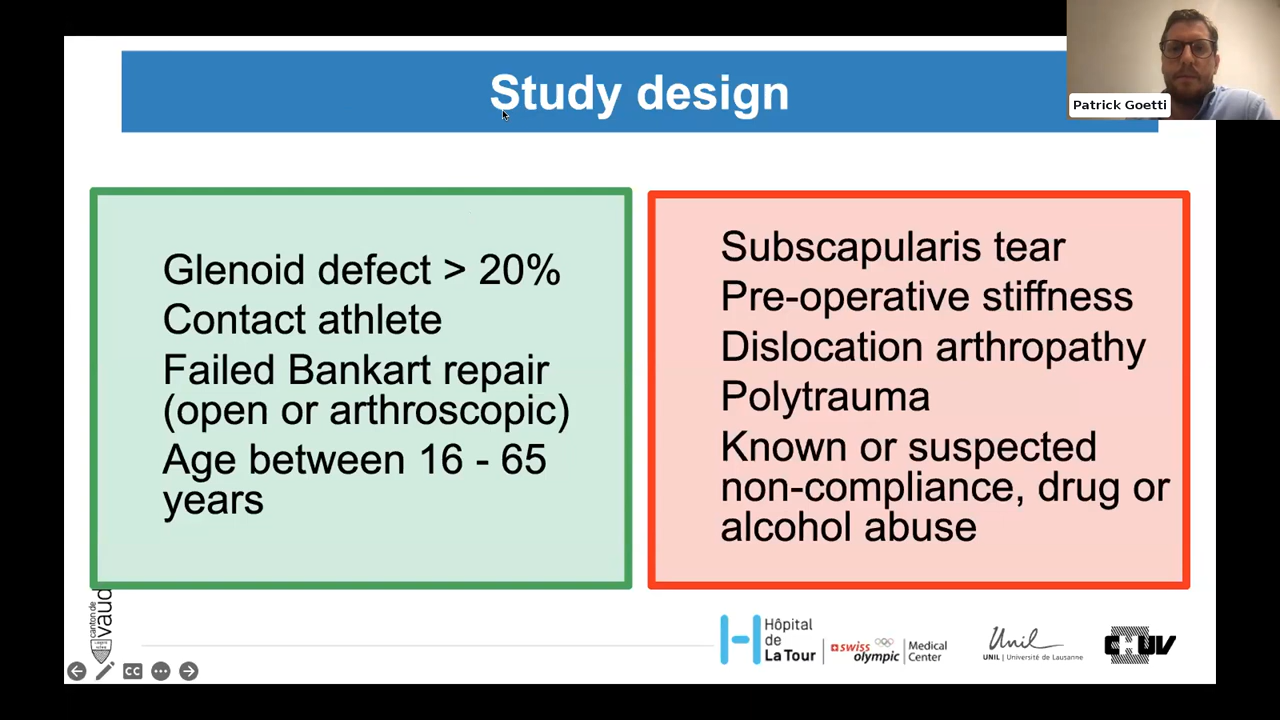 Study design
Patrick Goetti
Glenoid defect > 20%
Contact athlete
Failed Bankart repair
(open or arthroscopic)
Age between 16 - 65
years
Subscapularis tear
Pre-operative stiffness
Dislocation arthropathy
Polytrauma
Known or suspected
non-compliance, drug or
alcohol abuse
canton de
vaud
Hôpital
de
La Tour
swiss
olympic
Medical
Center
Unil
UNIL | Université de Lausanne
CHUV
CC